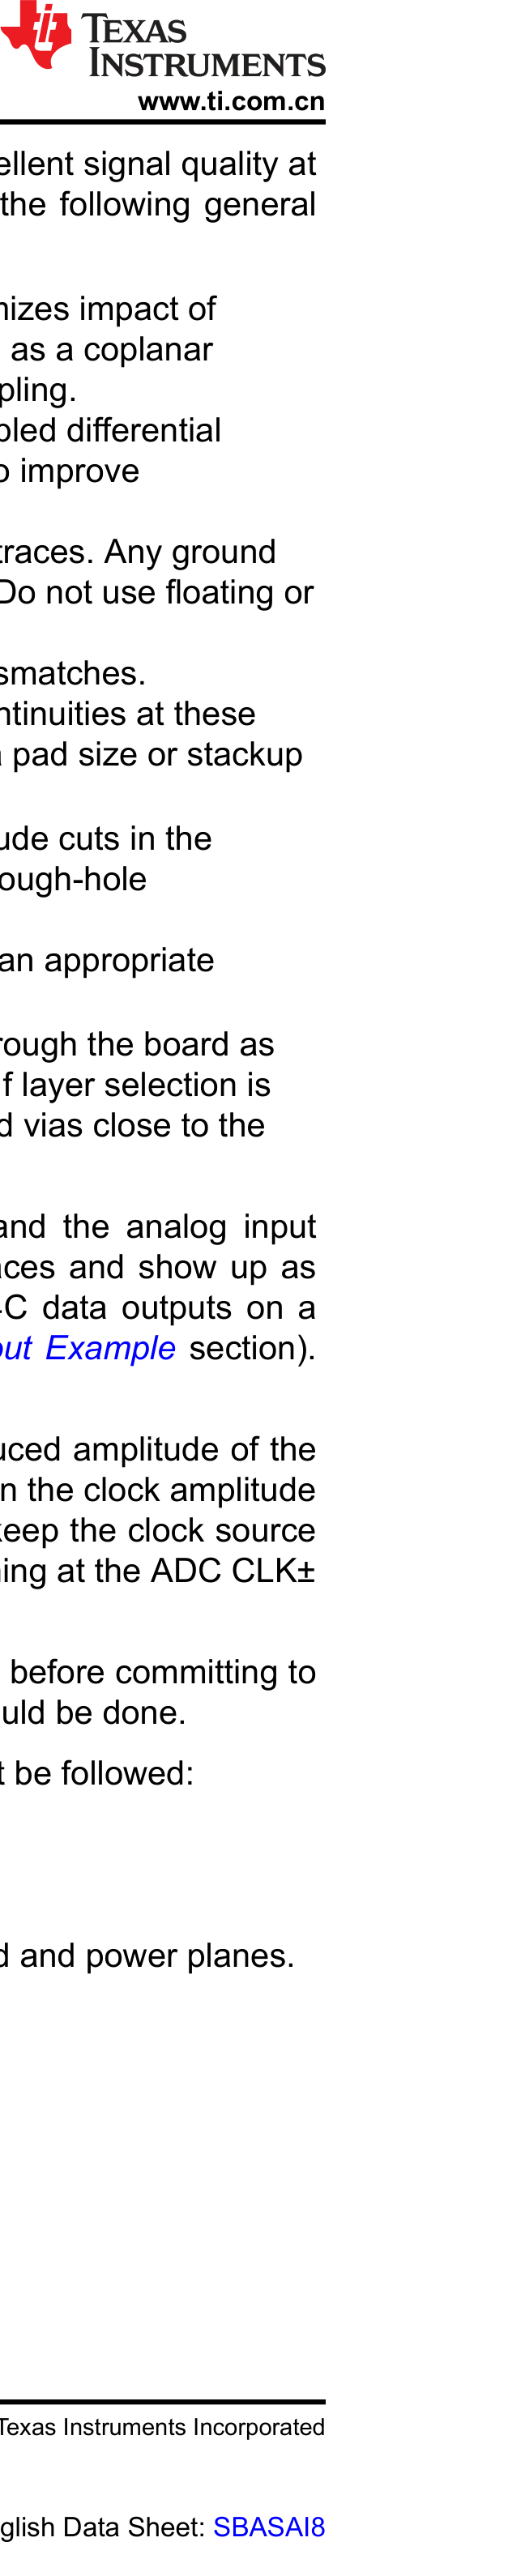 TEXAS
INSTRUMENTS
www.ti.com.cn
ellent signal quality at
the following general
nizes impact of
as a coplanar
pling.
pled differential
o improve
traces. Any ground
Do not use floating or
smatches.
ntinuities at these
a pad size or stackup
ude cuts in the
ough-hole
an appropriate
rough the board as
f layer selection is
d vias close to the
and the analog input
aces and show up as
C data outputs on a
out Example section).
uced amplitude of the
n the clock amplitude
keep the clock source
ning at the ADC CLK±
before committing to
uld be done.
t be followed:
d and power planes.
Texas Instruments Incorporated
glish Data Sheet: SBASAI8